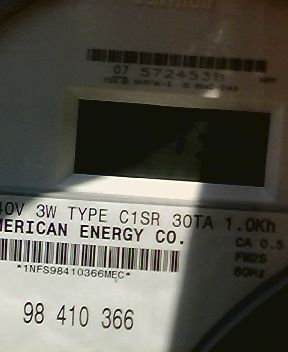 07 5724531
40V 3W TYPE C1SR 30TA 1.0Kh
MERICAN ENERGY CO.
CA 0.5
FM2S
60Hz
*1NFS98410366MEC*
98 410 366